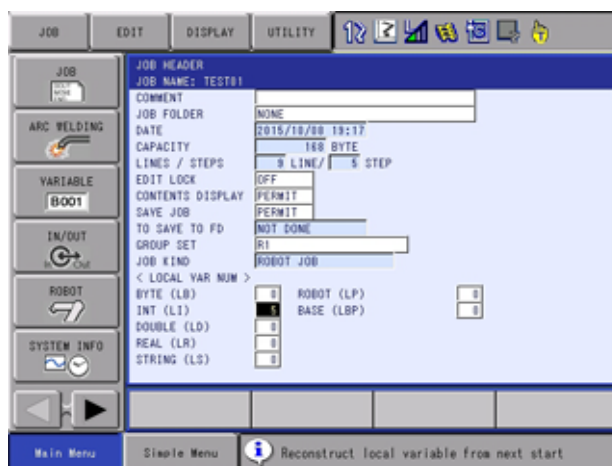 JOB EDIT DISPLAY UTILITY
JOB
ARC WELDING
VARIABLE
B001
IN/OUT
In Out
ROBOT
SYSTEM INFO
JOB HEADER
JOB NAME: TEST01
COMMENT
JOB FOLDER NONE
DATE 2015/10/08 19:17
CAPACITY 168 BYTE
LINES / STEPS 9 LINE/ 5 STEP
EDIT LOCK OFF
CONTENTS DISPLAY PERMIT
SAVE JOB PERMIT
TO SAVE TO FD NOT DONE
GROUP SET R1
JOB KIND ROBOT JOB
< LOCAL VAR NUM >
BYTE (LB) 0 ROBOT (LP) 0
INT (LI) 5 BASE (LBP) 0
DOUBLE (LD) 0
REAL (LR) 0
STRING (LS) 0
Main Menu Simple Menu Reconstruct local variable from next start